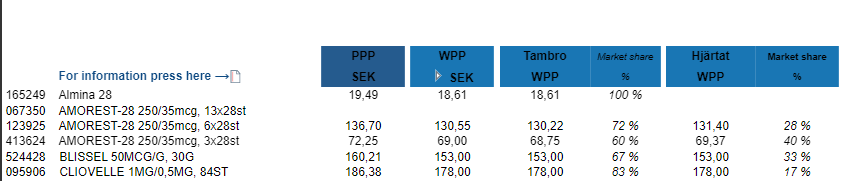 PPP WPP Tambro Market share Hjärtat Market share
For information press here → SEK SEK WPP % WPP %
165249 Almina 28 19,49 18,61 18,61 100 %
067350 AMOREST-28 250/35mcg, 13x28st
123925 AMOREST-28 250/35mcg, 6x28st 136,70 130,55 130,22 72 % 131,40 28 %
413624 AMOREST-28 250/35mcg, 3x28st 72,25 69,00 68,75 60 % 69,37 40 %
524428 BLISSEL 50MCG/G, 30G 160,21 153,00 153,00 67 % 153,00 33 %
095906 CLIOVELLE 1MG/0,5MG, 84ST 186,38 178,00 178,00 83 % 178,00 17 %